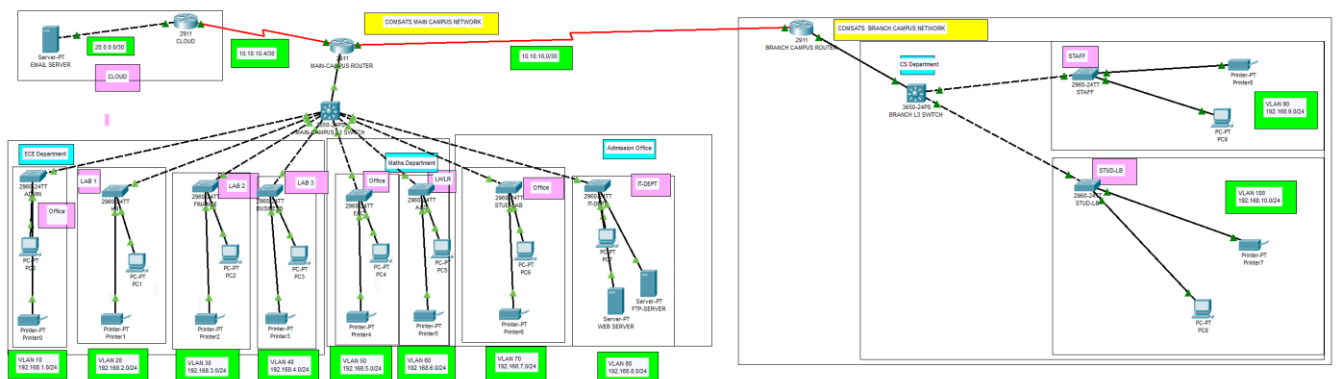 COMSATS MAIN CAMPUS NETWORK
2911
CLOUD
Server-PT
EMAIL SERVER
20.0.0.0/30
CLOUD
10.10.10.4/30
2911
MAIN-CAMPUS ROUTER
10.10.10.0/30
2911
BRANCH CAMPUS ROUTER
COMSATS BRANCH CAMPUS NETWORK
CS Department
3650-24PS
BRANCH L3 SWITCH
STAFF
2960-24TT
STAFF
Printer-PT
Printer8
PC-PT
PC9
VLAN 90
192.168.9.0/24
STUD-LB
2960-24TT
STUD-LB
VLAN 100
192.168.10.0/24
Printer-PT
Printer7
PC-PT
PC8
3650-24PS
MAIN-CAMPUS L3 SWITCH
ECE Department
Maths Department
Admission Office
2960-24TT
ADMIN
Office
PC-PT
Printer-PT
Printer0
VLAN 10
192.168.1.0/24
LAB 1
2960-24TT
PC-PT
PC1
Printer-PT
Printer1
VLAN 20
192.168.2.0/24
LAB 2
2960-24TT
FINANCE
PC-PT
PC2
Printer-PT
Printer2
VLAN 30
192.168.3.0/24
LAB 3
2960-24TT
BUSINESS
PC-PT
PC3
Printer-PT
Printer3
VLAN 40
192.168.4.0/24
Office
2960-24TT
PC-PT
PC4
Printer-PT
Printer4
VLAN 50
192.168.5.0/24
2960-24TT
PC-PT
PC5
Printer-PT
Printer5
VLAN 60
192.168.6.0/24
Office
2960-24TT
STUD-LAB
PC-PT
PC6
Printer-PT
Printer6
VLAN 70
192.168.7.0/24
IT-DEPT
2960-24TT
IT-DEPT
PC-PT
PC7
Server-PT
FTP-SERVER
Server-PT
WEB SERVER
VLAN 80
192.168.8.0/24